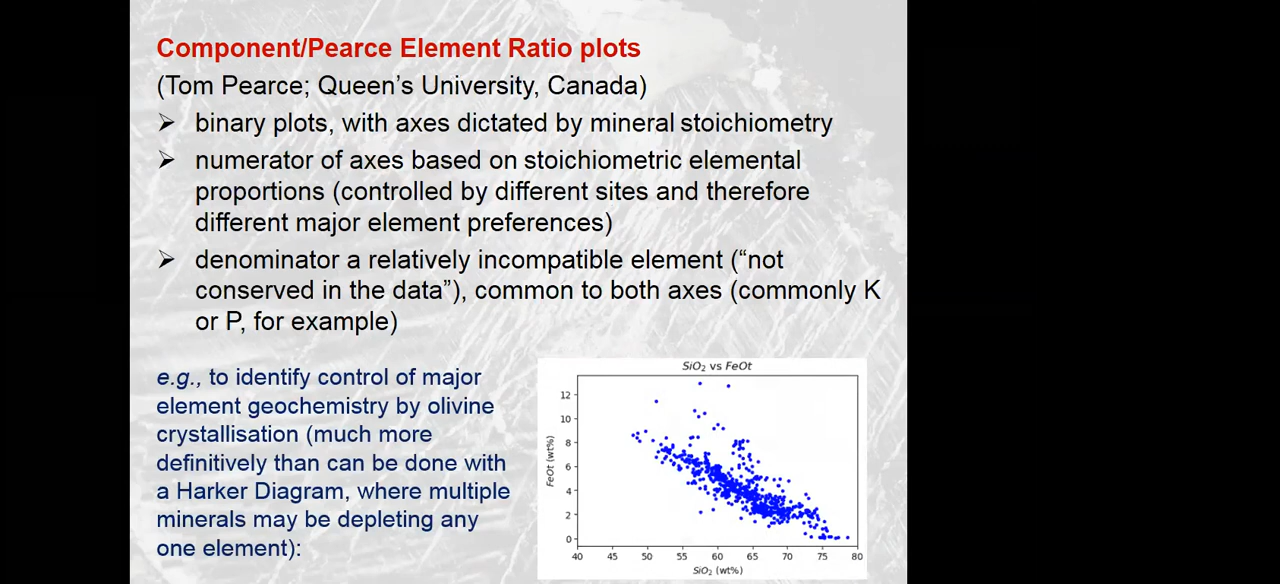 Component/Pearce Element Ratio plots
(Tom Pearce; Queen's University, Canada)
➢ binary plots, with axes dictated by mineral stoichiometry
➢ numerator of axes based on stoichiometric elemental
proportions (controlled by different sites and therefore
different major element preferences)
➢ denominator a relatively incompatible element (“not
conserved in the data”), common to both axes (commonly K
or P, for example)
e.g., to identify control of major
element geochemistry by olivine
crystallisation (much more
definitively than can be done with
a Harker Diagram, where multiple
minerals may be depleting any
one element):
SiO₂ vs FeOt
FeOt (wt%)
12
10
8
6
4
2
0
40 45 50 55 60 65 70 75 80
SiO₂ (wt%)